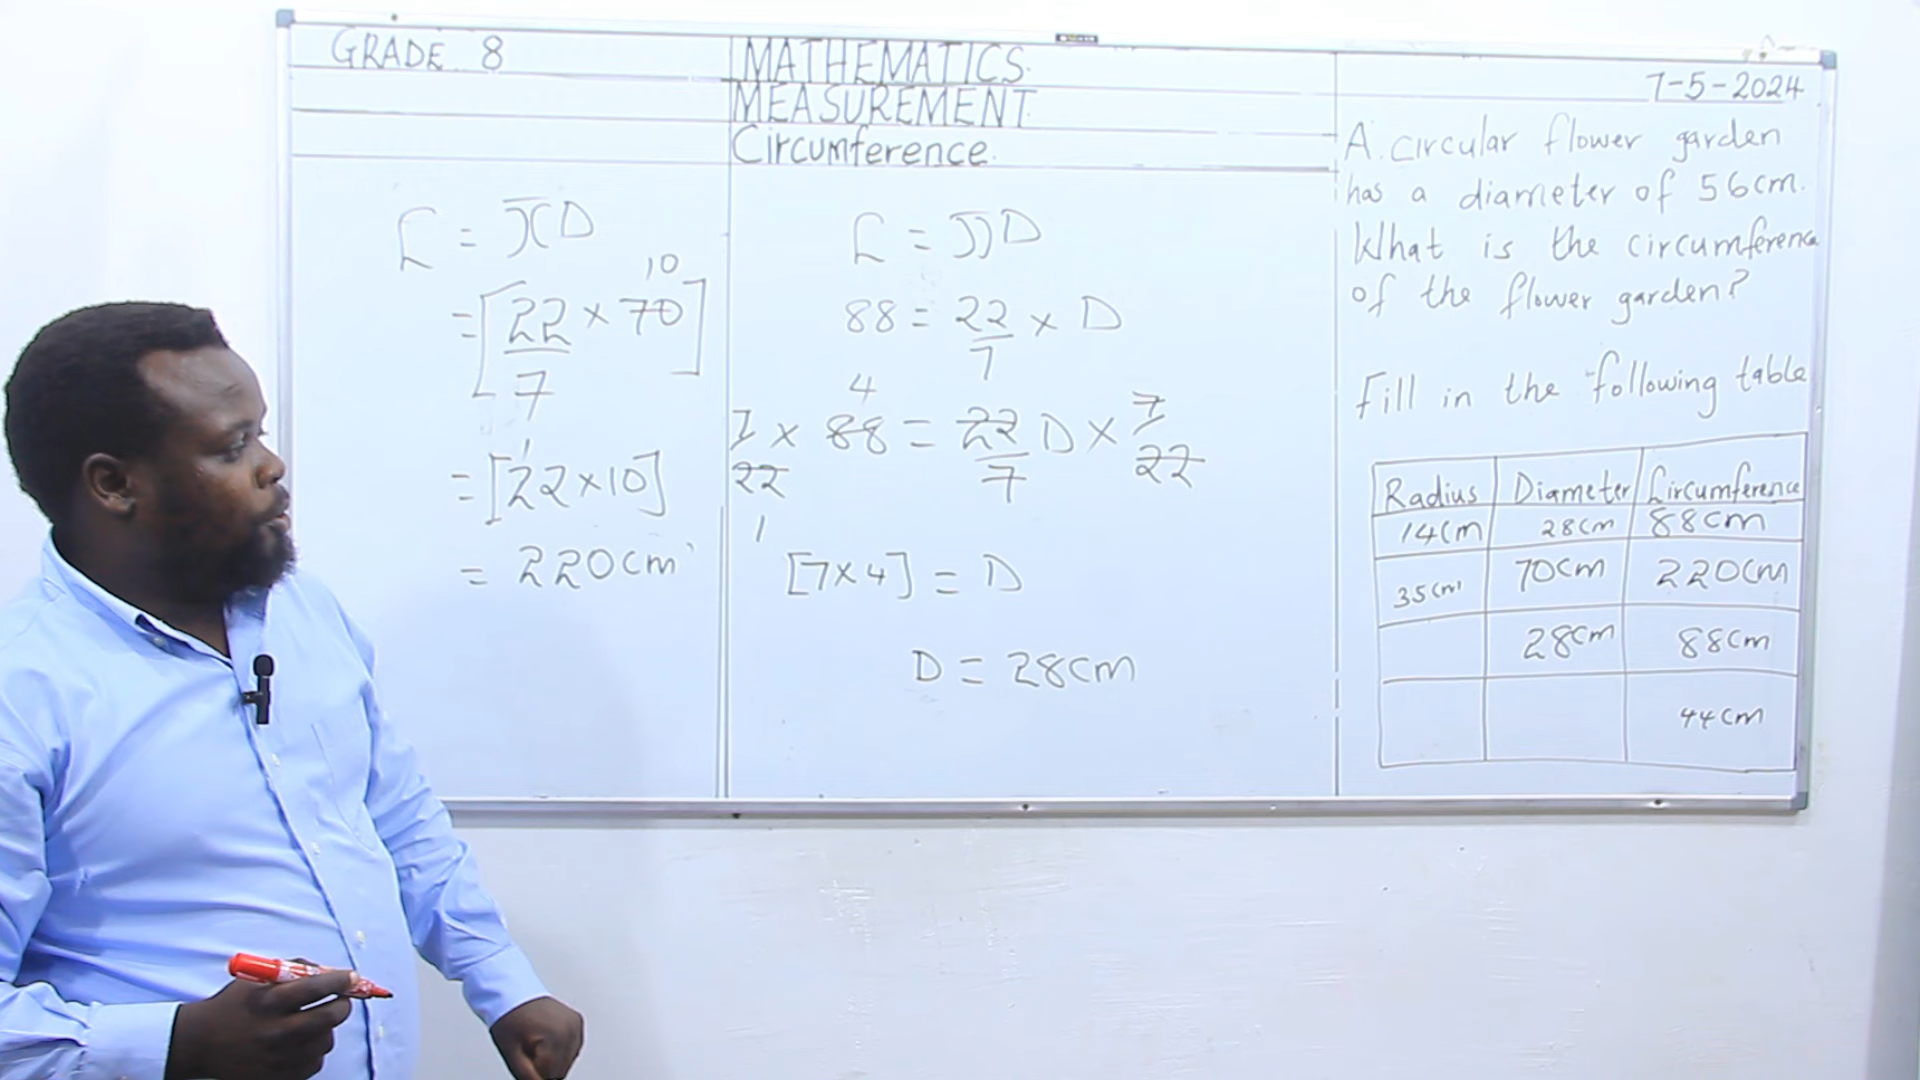 GRADE 8
MATHEMATICS.
MEASUREMENT
Circumference.
7-5-2024
C = πD
10
= [22 × 70]
7
1
= [22×10]
= 220cm
C = πD
88 = 22 × D
7
4
7 × 88 = 22 D × 7
22 7 22
1
[7×4] = D
D = 28cm
A circular flower garden
has a diameter of 56cm.
What is the circumference
of the flower garden?
Fill in the following table
Radius Diameter Circumference
14cm 28cm 88cm
35cm 70cm 220cm
28cm 88cm
44cm